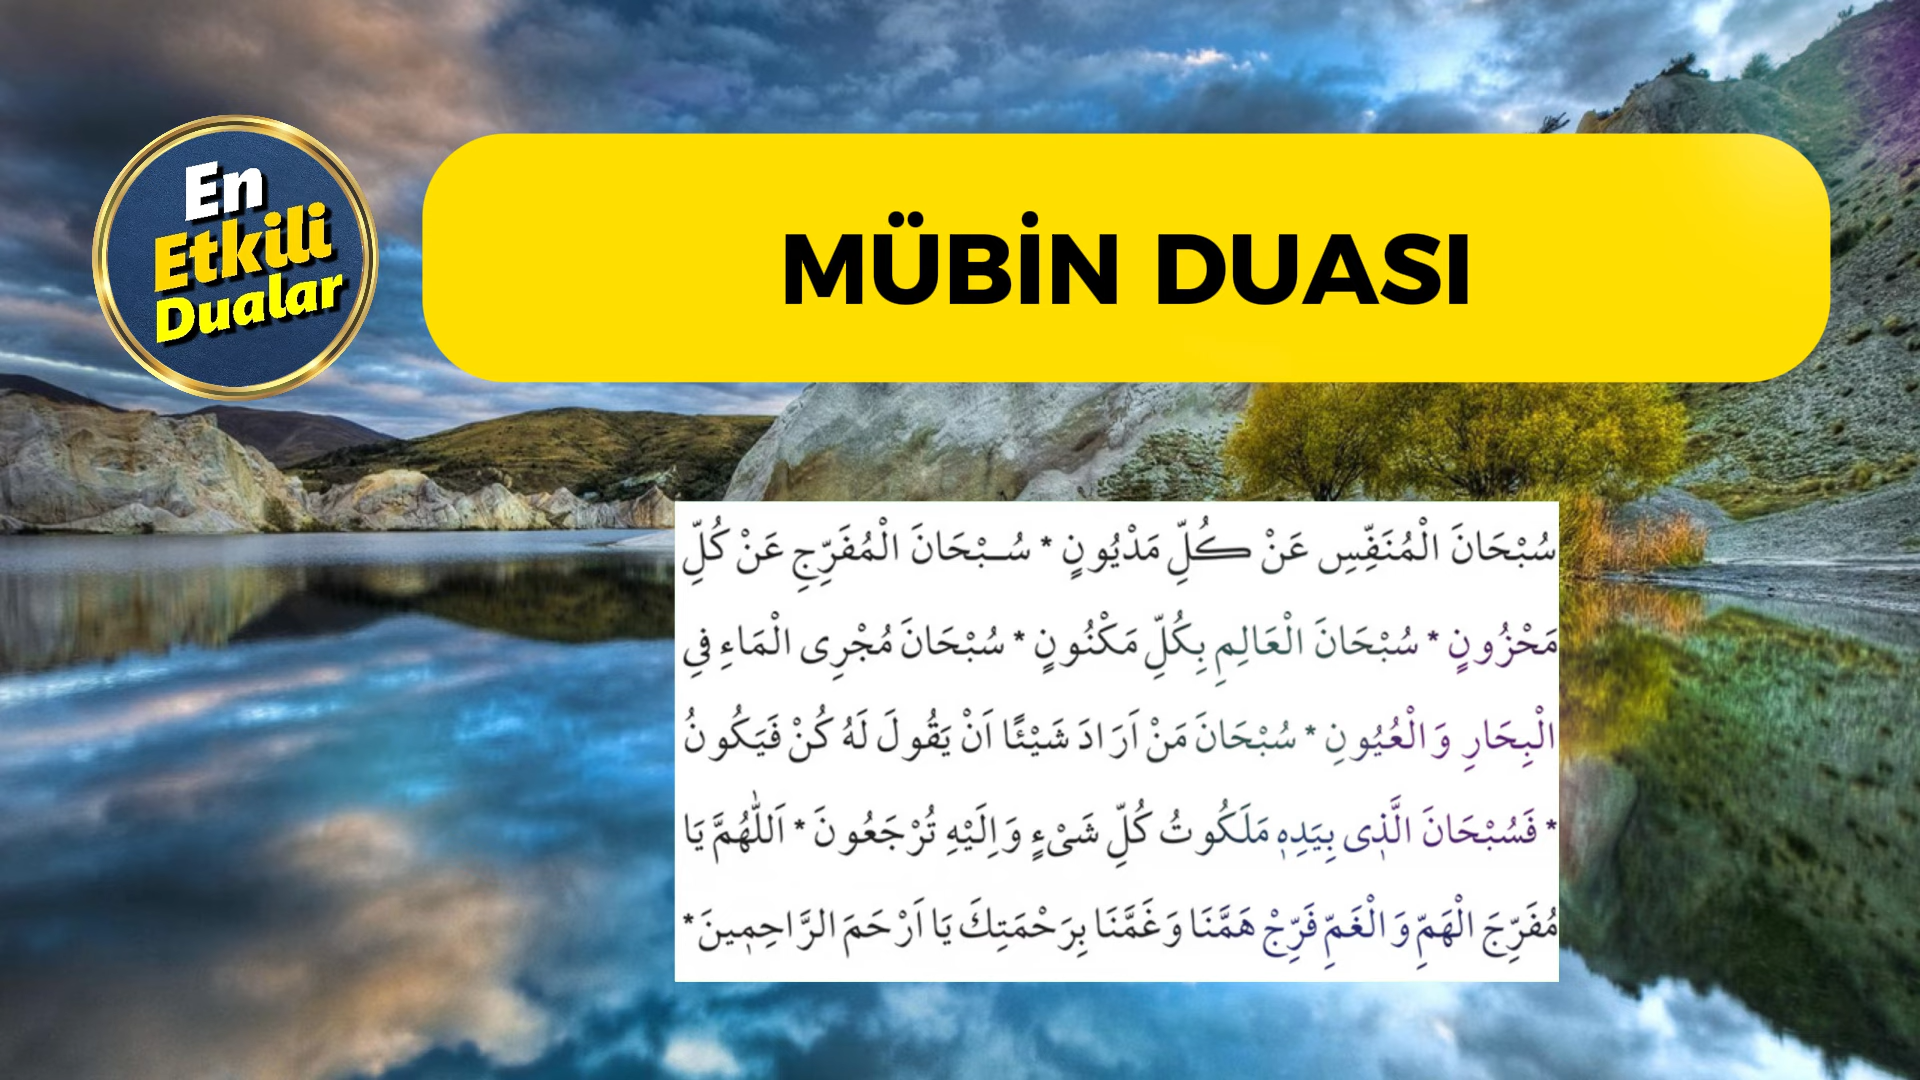 En
Etkili
Dualar
MÜBİN DUASI
سُبْحَانَ الْمُنَفِّسِ عَنْ كُلِّ مَدْيُونٍ * سُبْحَانَ الْمُفَرِّجِ عَنْ كُلِّ
مَحْزُونٍ * سُبْحَانَ الْعَالِمِ بِكُلِّ مَكْنُونٍ * سُبْحَانَ مُجْرِى الْمَاءِ فِى
الْبِحَارِ وَالْعُيُونِ * سُبْحَانَ مَنْ اَرَادَ شَيْئًا اَنْ يَقُولَ لَهُ كُنْ فَيَكُونُ
* فَسُبْحَانَ الَّذٖى بِيَدِهٖ مَلَكُوتُ كُلِّ شَىْءٍ وَاِلَيْهِ تُرْجَعُونَ * اَللّٰهُمَّ يَا
مُفَرِّجَ الْهَمِّ وَالْغَمِّ فَرِّجْ هَمَّنَا وَغَمَّنَا بِرَحْمَتِكَ يَا اَرْحَمَ الرَّاحِمٖينَ *